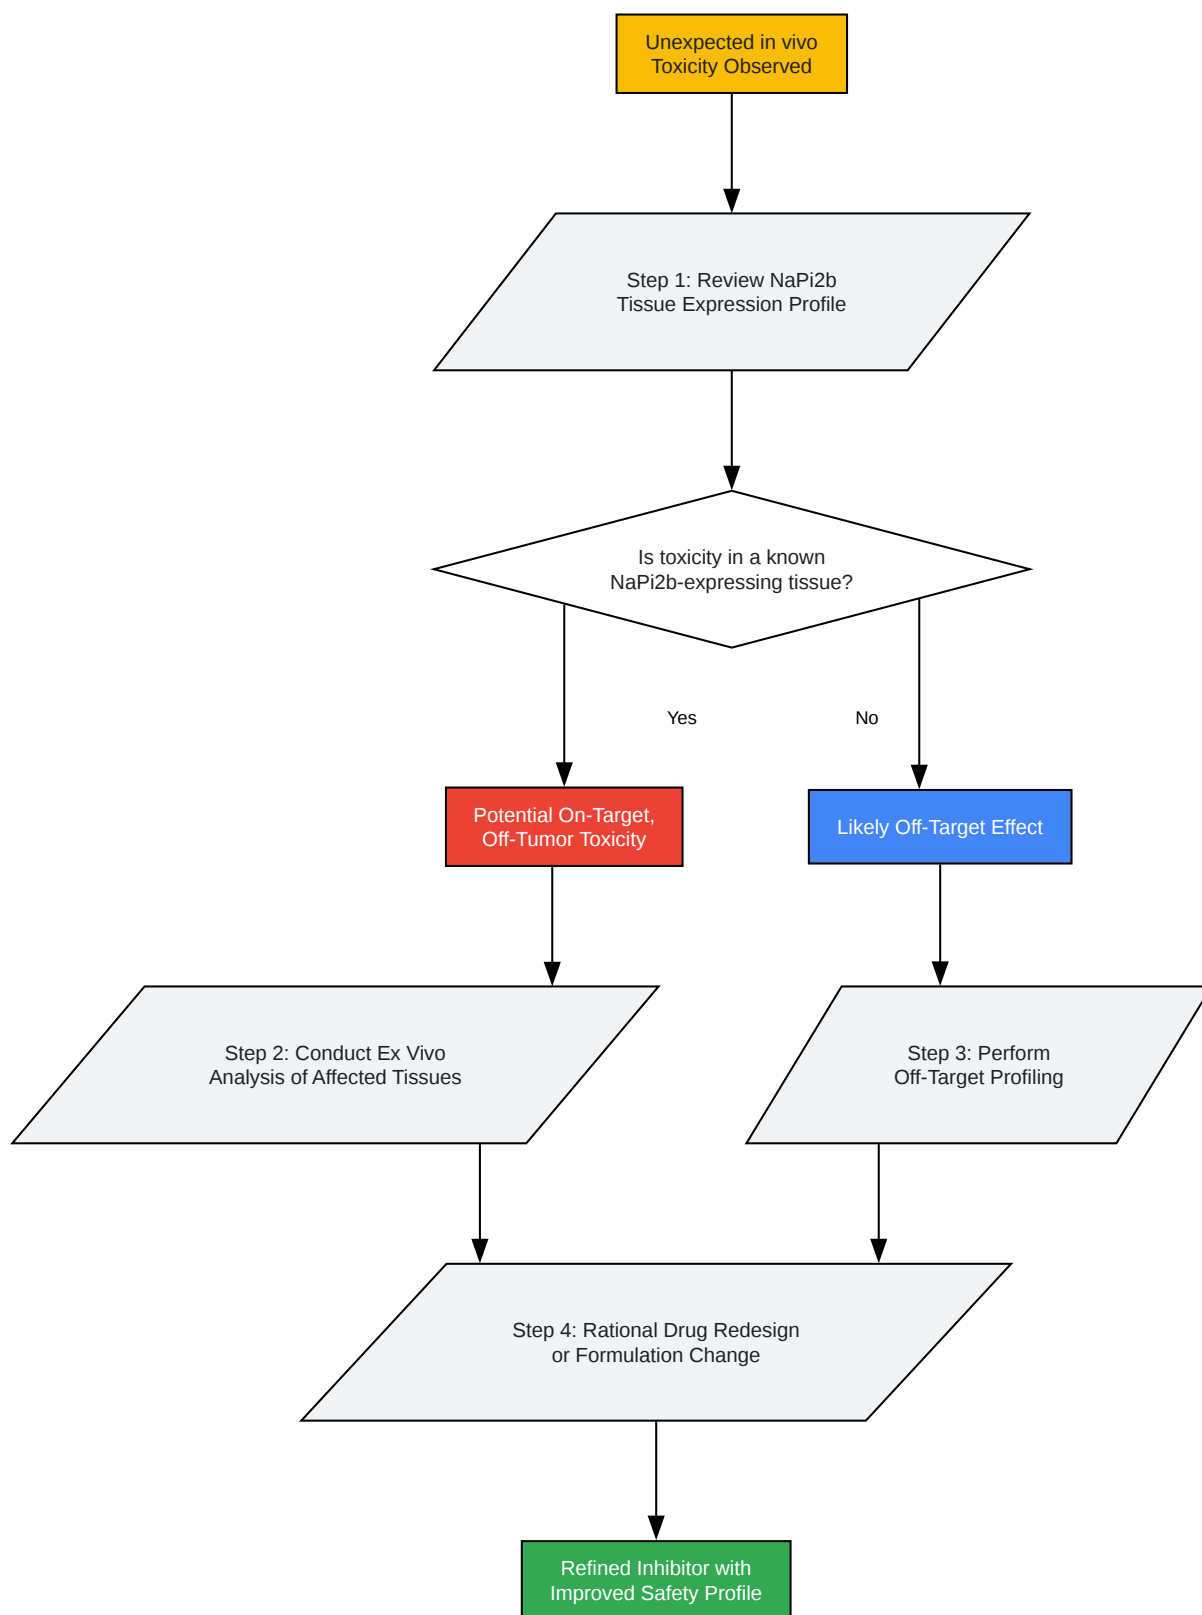 Unexpected in vivo
Toxicity Observed
Step 1: Review NaPi2b
Tissue Expression Profile
Is toxicity in a known
NaPi2b-expressing tissue?
Yes
No
Potential On-Target,
Off-Tumor Toxicity
Likely Off-Target Effect
Step 2: Conduct Ex Vivo
Analysis of Affected Tissues
Step 3: Perform
Off-Target Profiling
Step 4: Rational Drug Redesign
or Formulation Change
Refined Inhibitor with
Improved Safety Profile